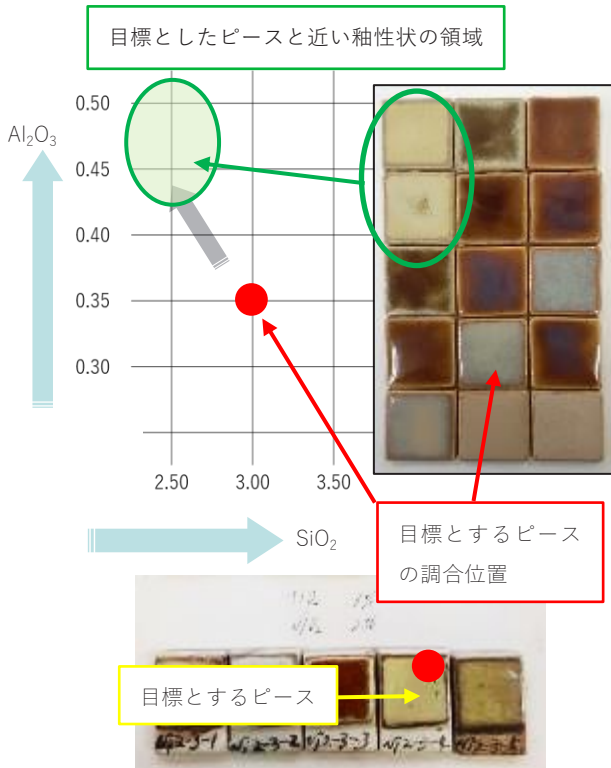 目標としたピースと近い釉性状の領域
0.50
Al₂O₃
0.45
0.40
0.35
0.30
2.50 3.00 3.50
SiO₂
目標とするピース
の調合位置
目標とするピース